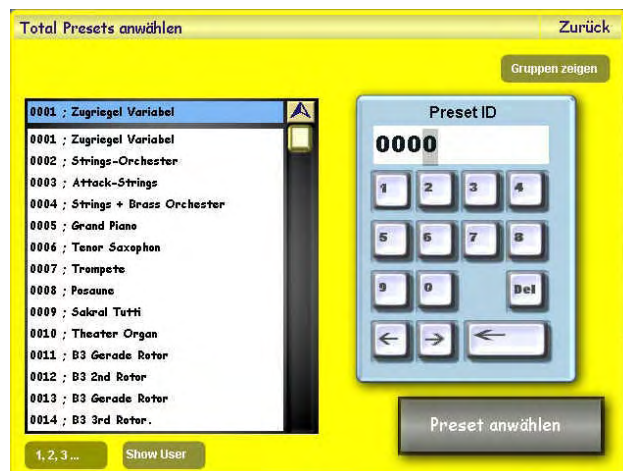 Total Presets anwählen
Zurück
Gruppen zeigen
0001 ; Zugriegel Variabel
0001 ; Zugriegel Variabel
0002 ; Strings-Orchester
0003 ; Attack-Strings
0004 ; Strings + Brass Orchester
0005 ; Grand Piano
0006 ; Tenor Saxophon
0007 ; Trompete
0008 ; Posaune
0009 ; Sakral Tutti
0010 ; Theater Organ
0011 ; B3 Gerade Rotor
0012 ; B3 2nd Rotor
0013 ; B3 Gerade Rotor
0014 ; B3 3rd Rotor.
1, 2, 3 ...
Show User
Preset ID
0000
1 2 3 4
5 6 7 8
9 0 Del
← → ←
Preset anwählen